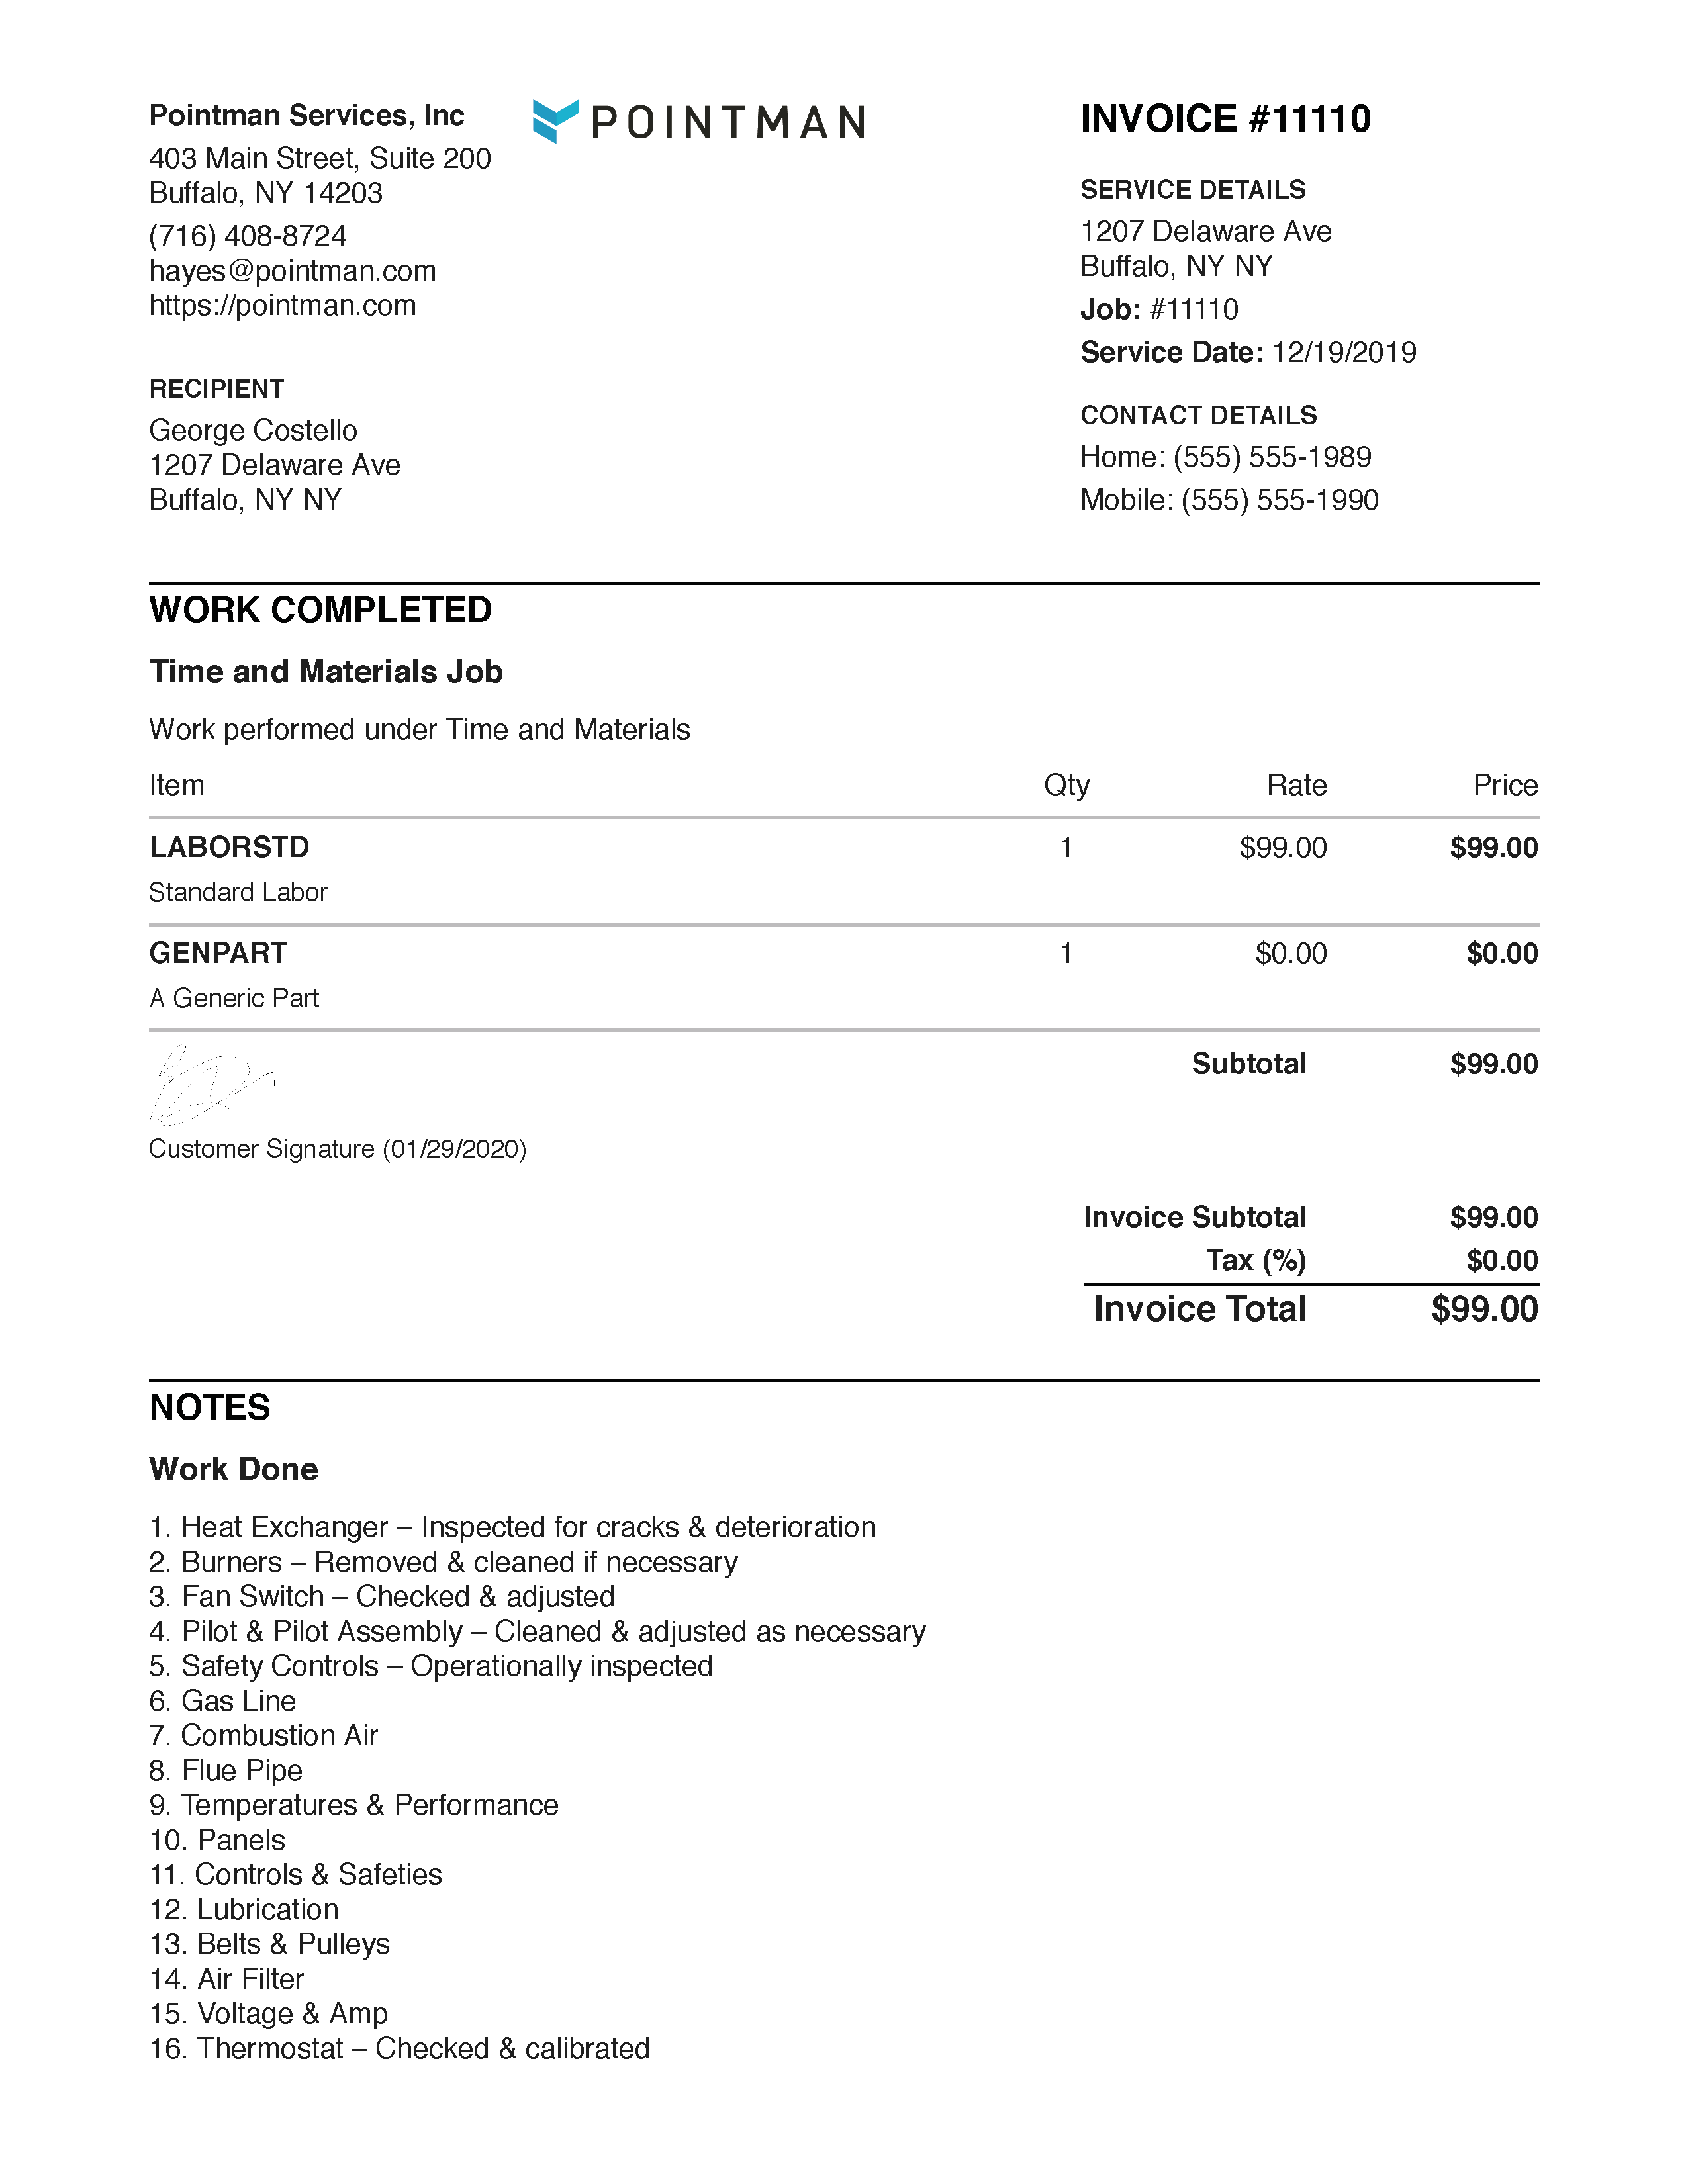 Pointman Services, Inc
403 Main Street, Suite 200
Buffalo, NY 14203
(716) 408-8724
hayes@pointman.com
https://pointman.com
POINTMAN
INVOICE #11110
SERVICE DETAILS
1207 Delaware Ave
Buffalo, NY NY
Job: #11110
Service Date: 12/19/2019
RECIPIENT
George Costello
1207 Delaware Ave
Buffalo, NY NY
CONTACT DETAILS
Home: (555) 555-1989
Mobile: (555) 555-1990
WORK COMPLETED
Time and Materials Job
Work performed under Time and Materials
Item Qty Rate Price
LABORSTD 1 $99.00 $99.00
Standard Labor
GENPART 1 $0.00 $0.00
A Generic Part
Subtotal $99.00
Customer Signature (01/29/2020)
Invoice Subtotal $99.00
Tax (%) $0.00
Invoice Total $99.00
NOTES
Work Done
1. Heat Exchanger – Inspected for cracks & deterioration
2. Burners – Removed & cleaned if necessary
3. Fan Switch – Checked & adjusted
4. Pilot & Pilot Assembly – Cleaned & adjusted as necessary
5. Safety Controls – Operationally inspected
6. Gas Line
7. Combustion Air
8. Flue Pipe
9. Temperatures & Performance
10. Panels
11. Controls & Safeties
12. Lubrication
13. Belts & Pulleys
14. Air Filter
15. Voltage & Amp
16. Thermostat – Checked & calibrated